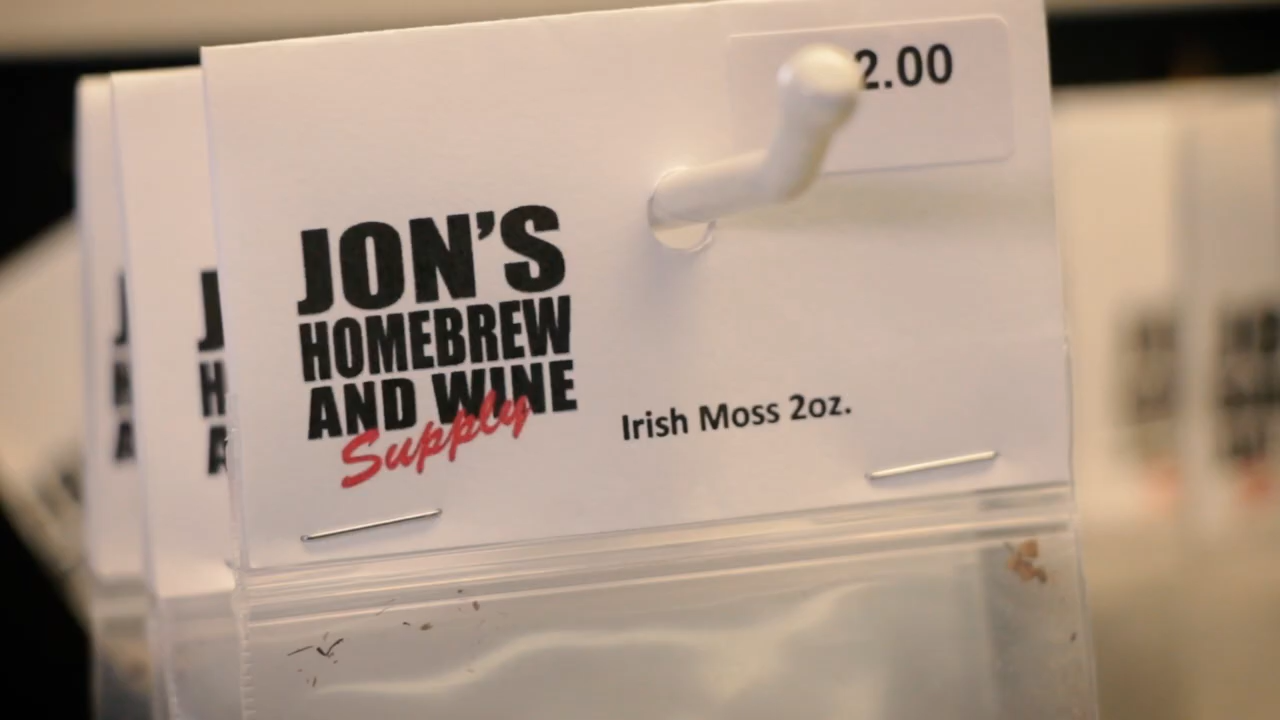 2.00
JON'S
HOMEBREW
AND WINE
Supply
Irish Moss 2oz.